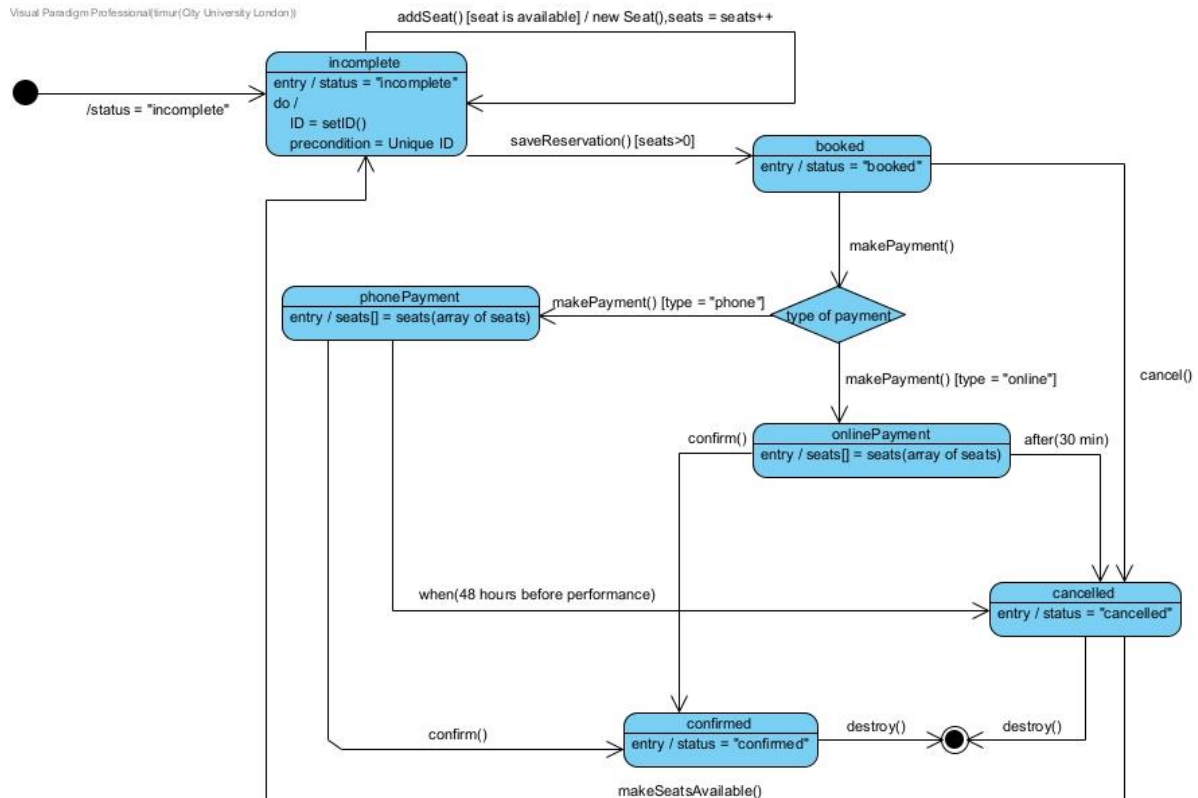 Visual Paradigm Professional(timur(City University London))
addSeat() [seat is available] / new Seat(),seats = seats++
incomplete
entry / status = "incomplete"
do /
ID = setID()
precondition = Unique ID
/status = "incomplete"
saveReservation() [seats>0]
booked
entry / status = "booked"
makePayment()
phonePayment
entry / seats[] = seats(array of seats)
makePayment() [type = "phone"]
type of payment
makePayment() [type = "online"]
cancel()
confirm()
onlinePayment
entry / seats[] = seats(array of seats)
after(30 min)
when(48 hours before performance)
cancelled
entry / status = "cancelled"
confirm()
confirmed
entry / status = "confirmed"
destroy()
destroy()
makeSeatsAvailable()